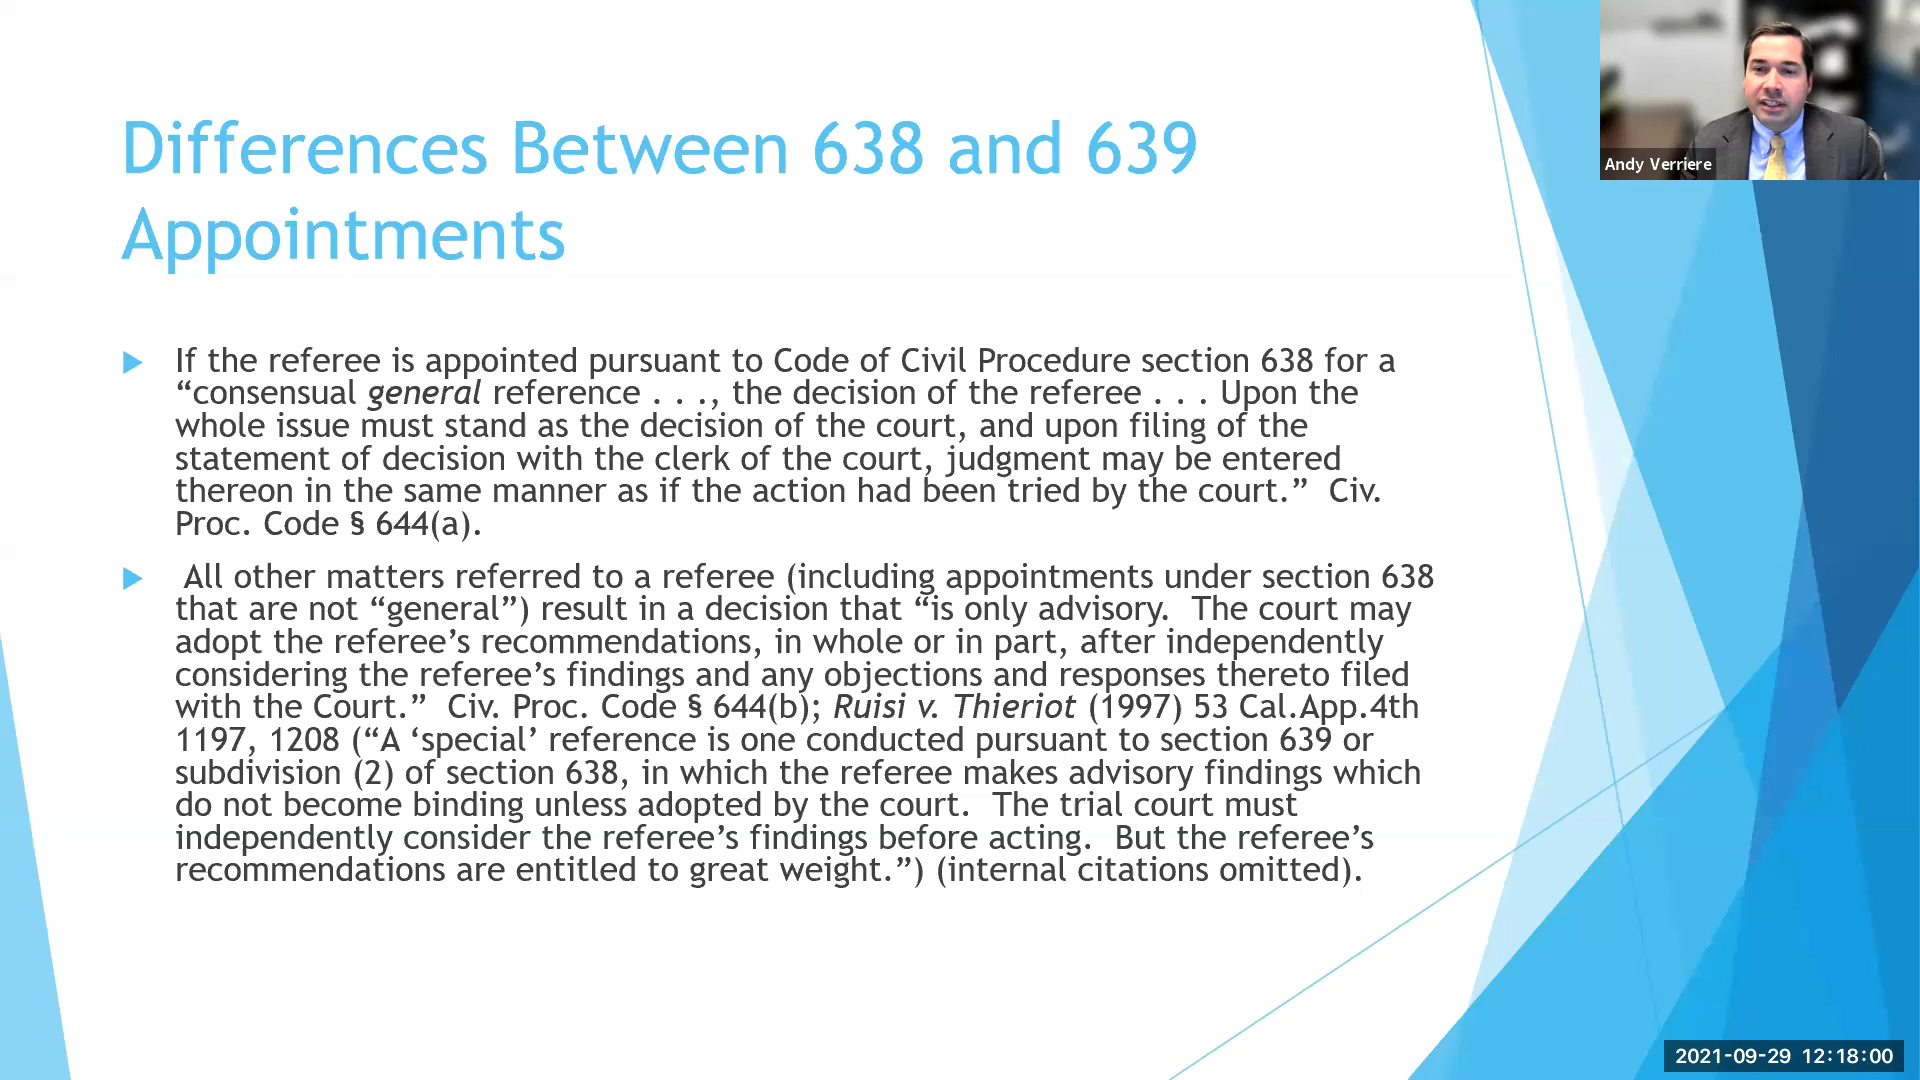 Differences Between 638 and 639
Appointments
Andy Verriere
If the referee is appointed pursuant to Code of Civil Procedure section 638 for a
“consensual general reference . . ., the decision of the referee . . . Upon the
whole issue must stand as the decision of the court, and upon filing of the
statement of decision with the clerk of the court, judgment may be entered
thereon in the same manner as if the action had been tried by the court.”  Civ.
Proc. Code § 644(a).
All other matters referred to a referee (including appointments under section 638
that are not “general”) result in a decision that “is only advisory.  The court may
adopt the referee’s recommendations, in whole or in part, after independently
considering the referee’s findings and any objections and responses thereto filed
with the Court.”  Civ. Proc. Code § 644(b); Ruisi v. Thieriot (1997) 53 Cal.App.4th
1197, 1208 (“A ‘special’ reference is one conducted pursuant to section 639 or
subdivision (2) of section 638, in which the referee makes advisory findings which
do not become binding unless adopted by the court.  The trial court must
independently consider the referee’s findings before acting.  But the referee’s
recommendations are entitled to great weight.”) (internal citations omitted).
2021-09-29 12:18:00